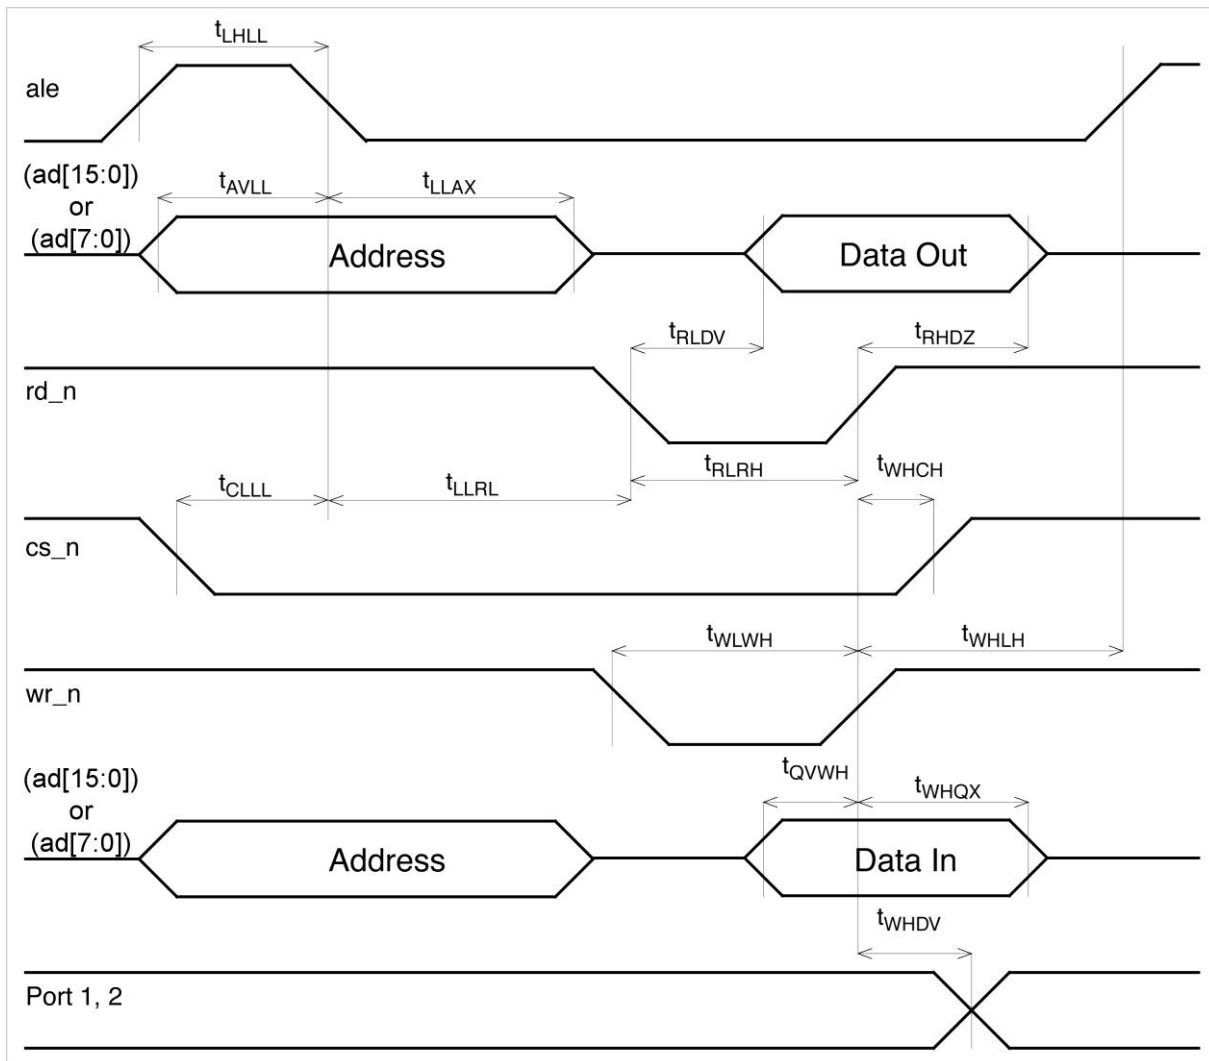 tLHLL
ale
(ad[15:0])
or
(ad[7:0])
tAVLL
tLLAX
Address
Data Out
tRLDV
tRHDZ
rd_n
tRLRH
tWHCH
tCLLL
tLLRL
cs_n
tWLWH
tWHLH
wr_n
(ad[15:0])
or
(ad[7:0])
tQVWH
tWHQX
Address
Data In
tWHDV
Port 1, 2